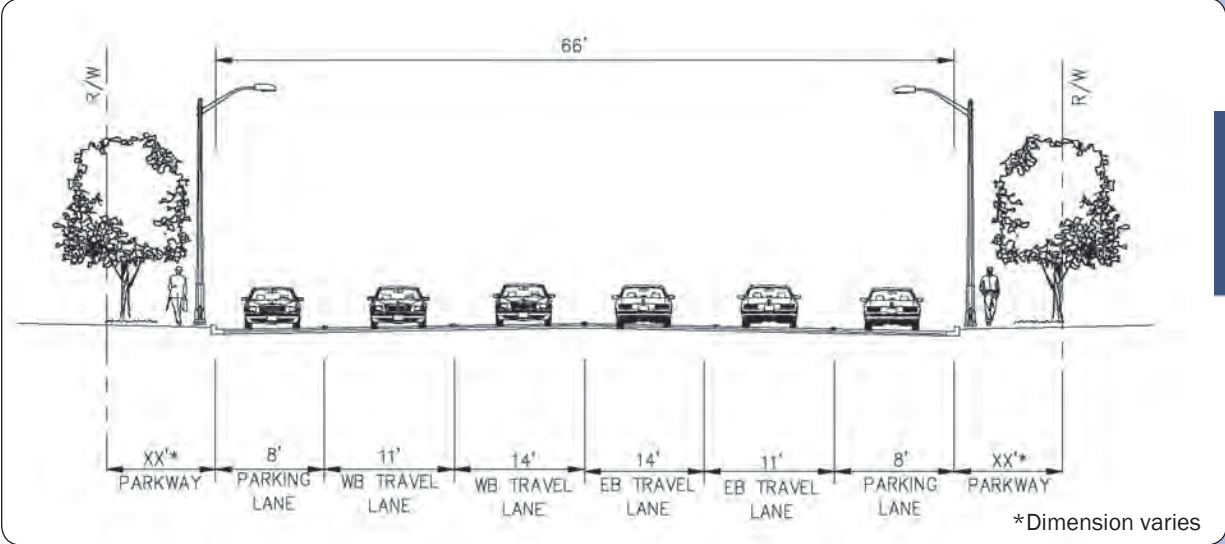 66'
R/W
R/W
XX'*
PARKWAY
8'
PARKING
LANE
11'
WB TRAVEL
LANE
14'
WB TRAVEL
LANE
14'
EB TRAVEL
LANE
11'
EB TRAVEL
LANE
8'
PARKING
LANE
XX'*
PARKWAY
*Dimension varies